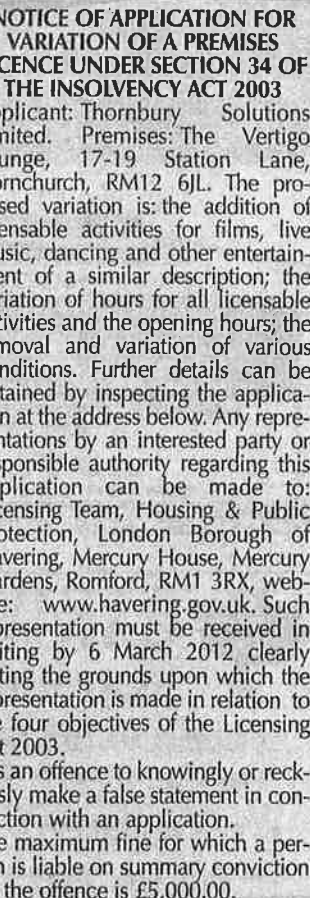 NOTICE OF APPLICATION FOR
VARIATION OF A PREMISES
CENCE UNDER SECTION 34 OF
THE INSOLVENCY ACT 2003
plicant: Thornbury Solutions
mited. Premises: The Vertigo
unge, 17-19 Station Lane,
rnchurch, RM12 6JL. The pro-
sed variation is: the addition of
ensable activities for films, live
usic, dancing and other entertain-
ent of a similar description; the
riation of hours for all licensable
tivities and the opening hours; the
moval and variation of various
nditions. Further details can be
tained by inspecting the applica-
n at the address below. Any repre-
ntations by an interested party or
sponsible authority regarding this
plication can be made to:
censing Team, Housing & Public
otection, London Borough of
vering, Mercury House, Mercury
ardens, Romford, RM1 3RX, web-
e: www.havering.gov.uk. Such
presentation must be received in
iting by 6 March 2012 clearly
ting the grounds upon which the
presentation is made in relation to
e four objectives of the Licensing
t 2003.
s an offence to knowingly or reck-
sly make a false statement in con-
ction with an application.
e maximum fine for which a per-
n is liable on summary conviction
the offence is £5,000.00.